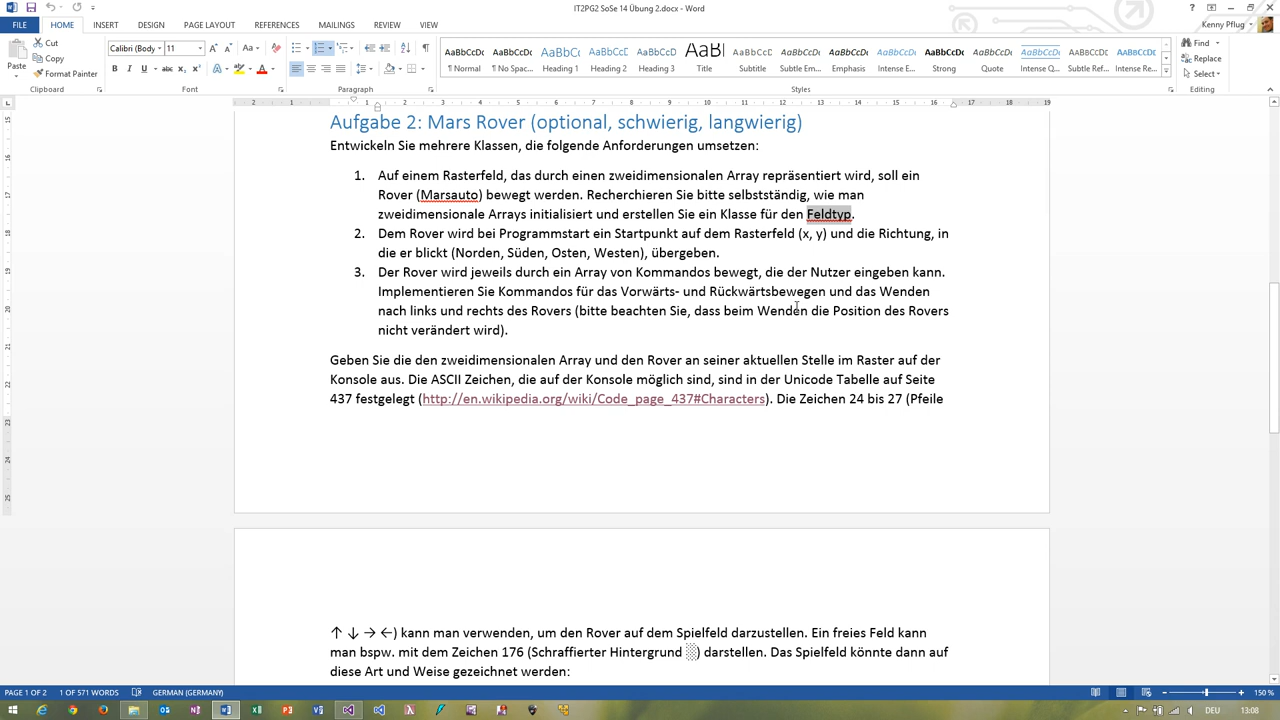 IT2PG2 SoSe 14 Übung 2.docx - Word
FILE HOME INSERT DESIGN PAGE LAYOUT REFERENCES MAILINGS REVIEW VIEW
Kenny Pflug
Paste
Cut
Copy
Format Painter
Calibri (Body 11
AaBbCcDc AaBbCcDc AaBbCc AaBbCcC AaBbCcD AaBl AaBbCcD AaBbCcDc AaBbCcDc AaBbCcDc AaBbCcDc AaBbCcDc AaBbCcDc AaBbCcDc AABBCCDC
¶ Normal ¶ No Spac... Heading 1 Heading 2 Heading 3 Title Subtitle Subtle Em... Emphasis Intense E... Strong Quote Intense Q... Subtle Ref... Intense Re...
Find
Replace
Select
Clipboard Font Paragraph Styles Editing
Aufgabe 2: Mars Rover (optional, schwierig, langwierig)
Entwickeln Sie mehrere Klassen, die folgende Anforderungen umsetzen:
1. Auf einem Rasterfeld, das durch einen zweidimensionalen Array repräsentiert wird, soll ein
Rover (Marsauto) bewegt werden. Recherchieren Sie bitte selbstständig, wie man
zweidimensionale Arrays initialisiert und erstellen Sie ein Klasse für den Feldtyp.
2. Dem Rover wird bei Programmstart ein Startpunkt auf dem Rasterfeld (x, y) und die Richtung, in
die er blickt (Norden, Süden, Osten, Westen), übergeben.
3. Der Rover wird jeweils durch ein Array von Kommandos bewegt, die der Nutzer eingeben kann.
Implementieren Sie Kommandos für das Vorwärts- und Rückwärtsbewegen und das Wenden
nach links und rechts des Rovers (bitte beachten Sie, dass beim Wenden die Position des Rovers
nicht verändert wird).
Geben Sie die den zweidimensionalen Array und den Rover an seiner aktuellen Stelle im Raster auf der
Konsole aus. Die ASCII Zeichen, die auf der Konsole möglich sind, sind in der Unicode Tabelle auf Seite
437 festgelegt (http://en.wikipedia.org/wiki/Code_page_437#Characters). Die Zeichen 24 bis 27 (Pfeile
↑ ↓ → ←) kann man verwenden, um den Rover auf dem Spielfeld darzustellen. Ein freies Feld kann
man bspw. mit dem Zeichen 176 (Schraffierter Hintergrund ░) darstellen. Das Spielfeld könnte dann auf
diese Art und Weise gezeichnet werden:
PAGE 1 OF 2 1 OF 571 WORDS GERMAN (GERMANY) 150 %
DEU 13:08